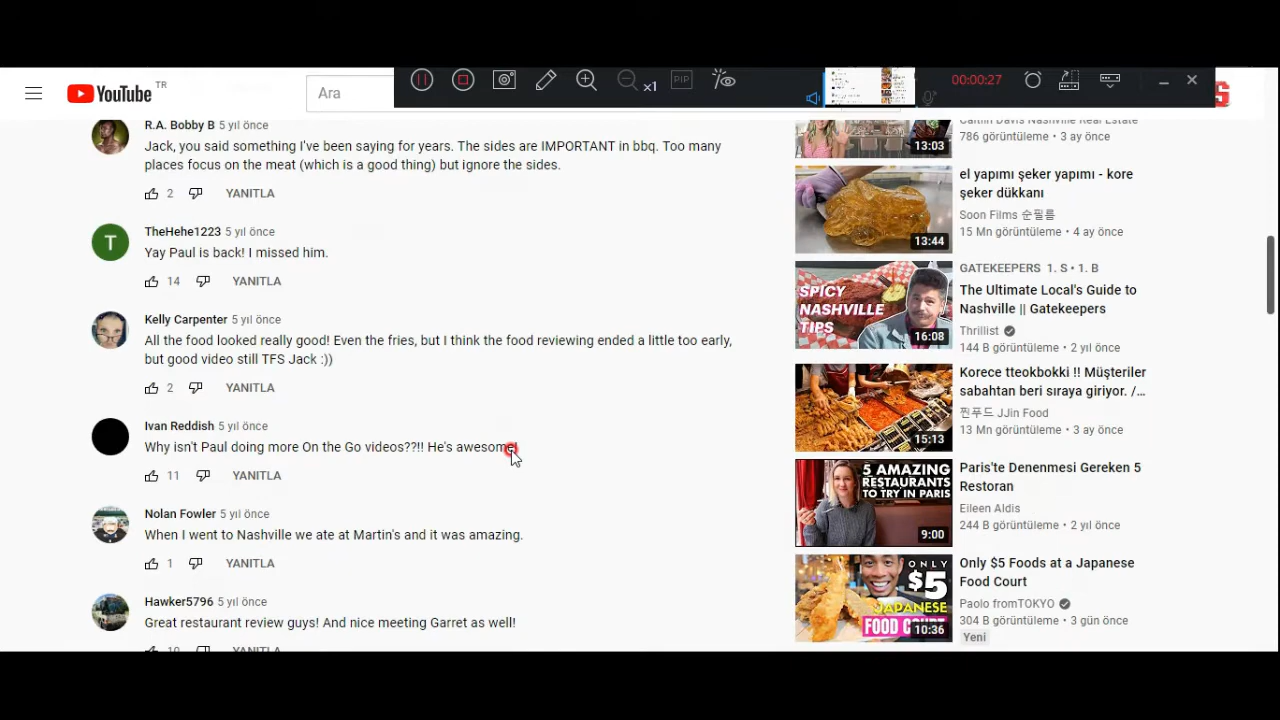 YouTube TR
Ara
x1
PIP
00:00:27
R.A. Bobby B 5 yıl önce
Jack, you said something I've been saying for years. The sides are IMPORTANT in bbq. Too many
places focus on the meat (which is a good thing) but ignore the sides.
2 YANITLA
T
TheHehe1223 5 yıl önce
Yay Paul is back! I missed him.
14 YANITLA
Kelly Carpenter 5 yıl önce
All the food looked really good! Even the fries, but I think the food reviewing ended a little too early,
but good video still TFS Jack :))
2 YANITLA
Ivan Reddish 5 yıl önce
Why isn't Paul doing more On the Go videos??!! He's awesome!
11 YANITLA
Nolan Fowler 5 yıl önce
When I went to Nashville we ate at Martin's and it was amazing.
1 YANITLA
Hawker5796 5 yıl önce
Great restaurant review guys! And nice meeting Garret as well!
10 YANITLA
Caitlin Davis Nashville Real Estate
786 görüntüleme • 3 ay önce
13:03
el yapımı şeker yapımı - kore
şeker dükkanı
Soon Films 순필름
15 Mn görüntüleme • 4 ay önce
13:44
GATEKEEPERS 1. S • 1. B
The Ultimate Local's Guide to
Nashville || Gatekeepers
Thrillist
144 B görüntüleme • 2 yıl önce
SPICY
NASHVILLE
TIPS
16:08
Korece tteokbokki !! Müşteriler
sabahtan beri sıraya giriyor. /...
찐푸드 JJin Food
13 Mn görüntüleme • 3 ay önce
15:13
Paris'te Denenmesi Gereken 5
Restoran
Eileen Aldis
244 B görüntüleme • 2 yıl önce
5 AMAZING
RESTAURANTS
TO TRY IN PARIS
9:00
Only $5 Foods at a Japanese
Food Court
Paolo fromTOKYO
304 B görüntüleme • 3 gün önce
Yeni
ONLY
$5
JAPANESE
FOOD COURT
10:36